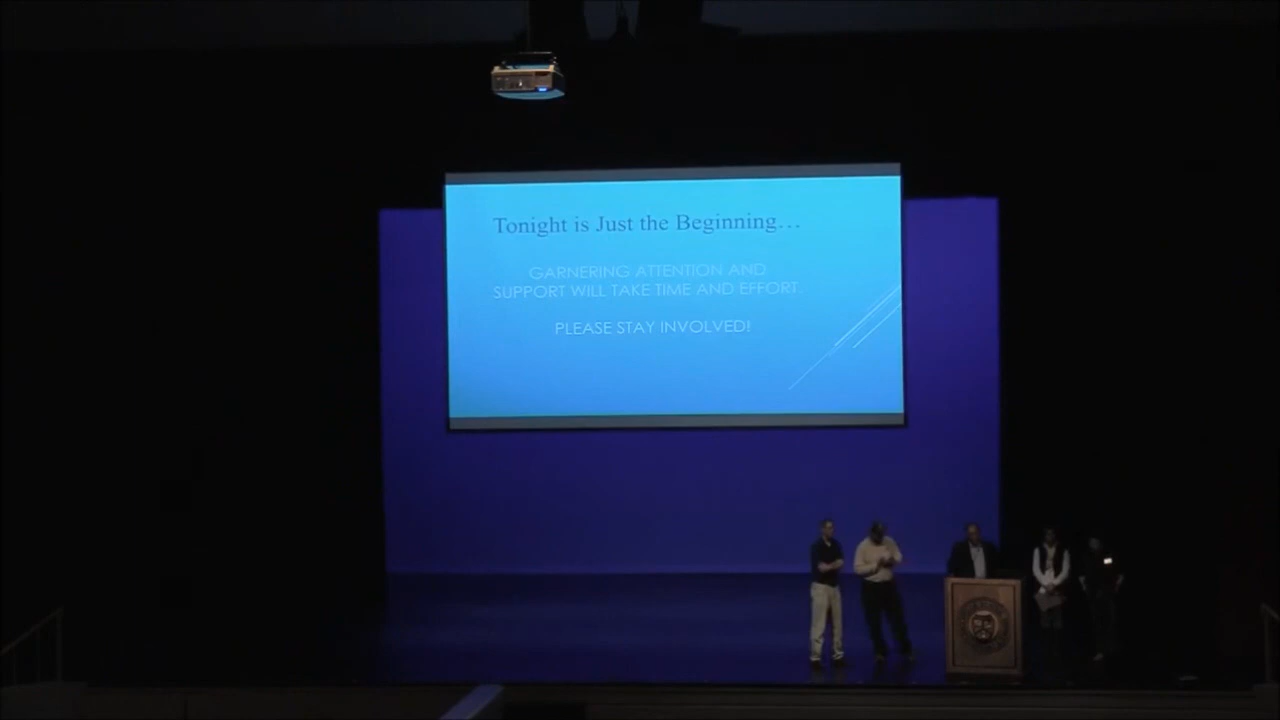 Tonight is Just the Beginning…
GARNERING ATTENTION AND
SUPPORT WILL TAKE TIME AND EFFORT.
PLEASE STAY INVOLVED!